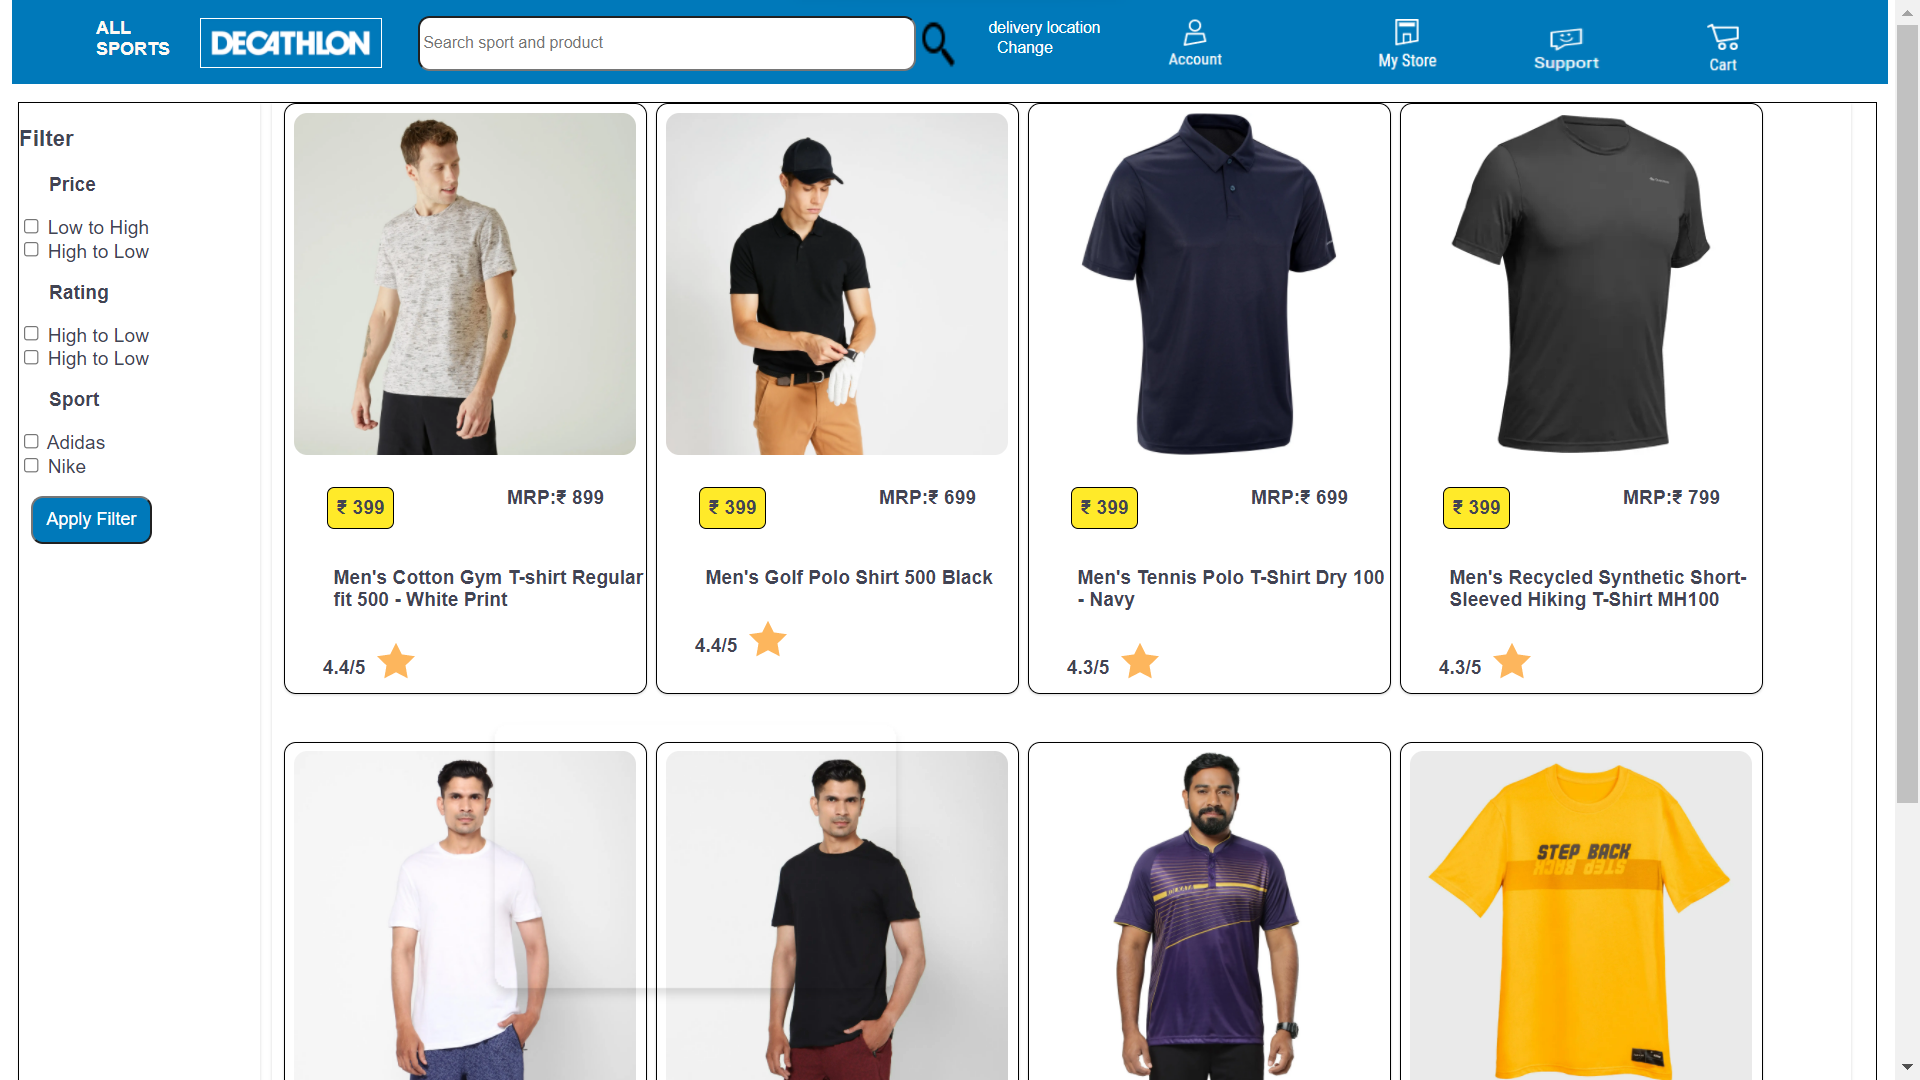 ALL
SPORTS
DECATHLON
Search sport and product
delivery location
Change
Account
My Store
Support
Cart
Filter
Price
Low to High
High to Low
Rating
High to Low
High to Low
Sport
Adidas
Nike
Apply Filter
₹ 399
MRP:₹ 899
Men's Cotton Gym T-shirt Regular
fit 500 - White Print
4.4/5
₹ 399
MRP:₹ 699
Men's Golf Polo Shirt 500 Black
4.4/5
₹ 399
MRP:₹ 699
Men's Tennis Polo T-Shirt Dry 100
- Navy
4.3/5
₹ 399
MRP:₹ 799
Men's Recycled Synthetic Short-
Sleeved Hiking T-Shirt MH100
4.3/5
STEP BACK
STEP BACK